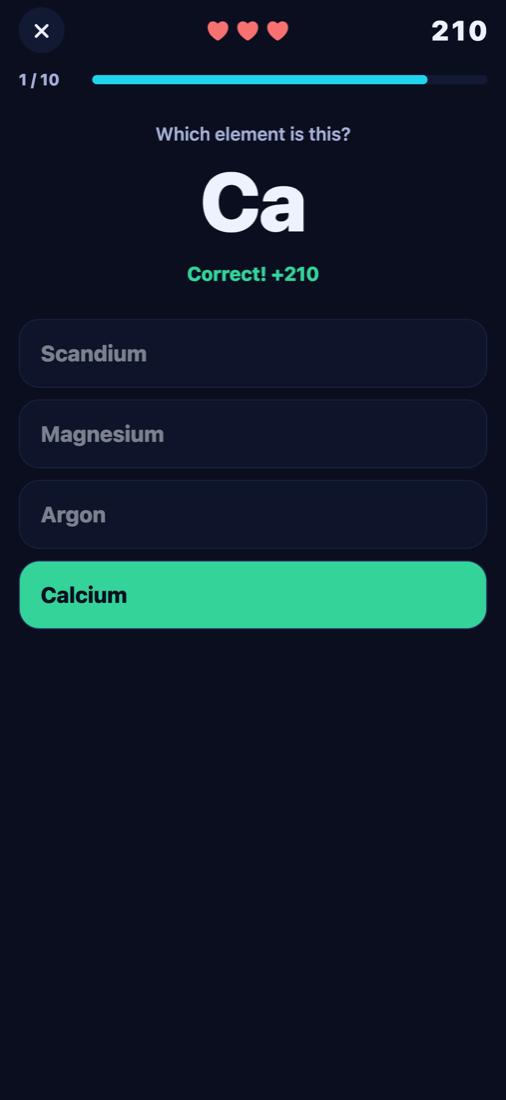 210
1 / 10
Which element is this?
Ca
Correct! +210
Scandium
Magnesium
Argon
Calcium